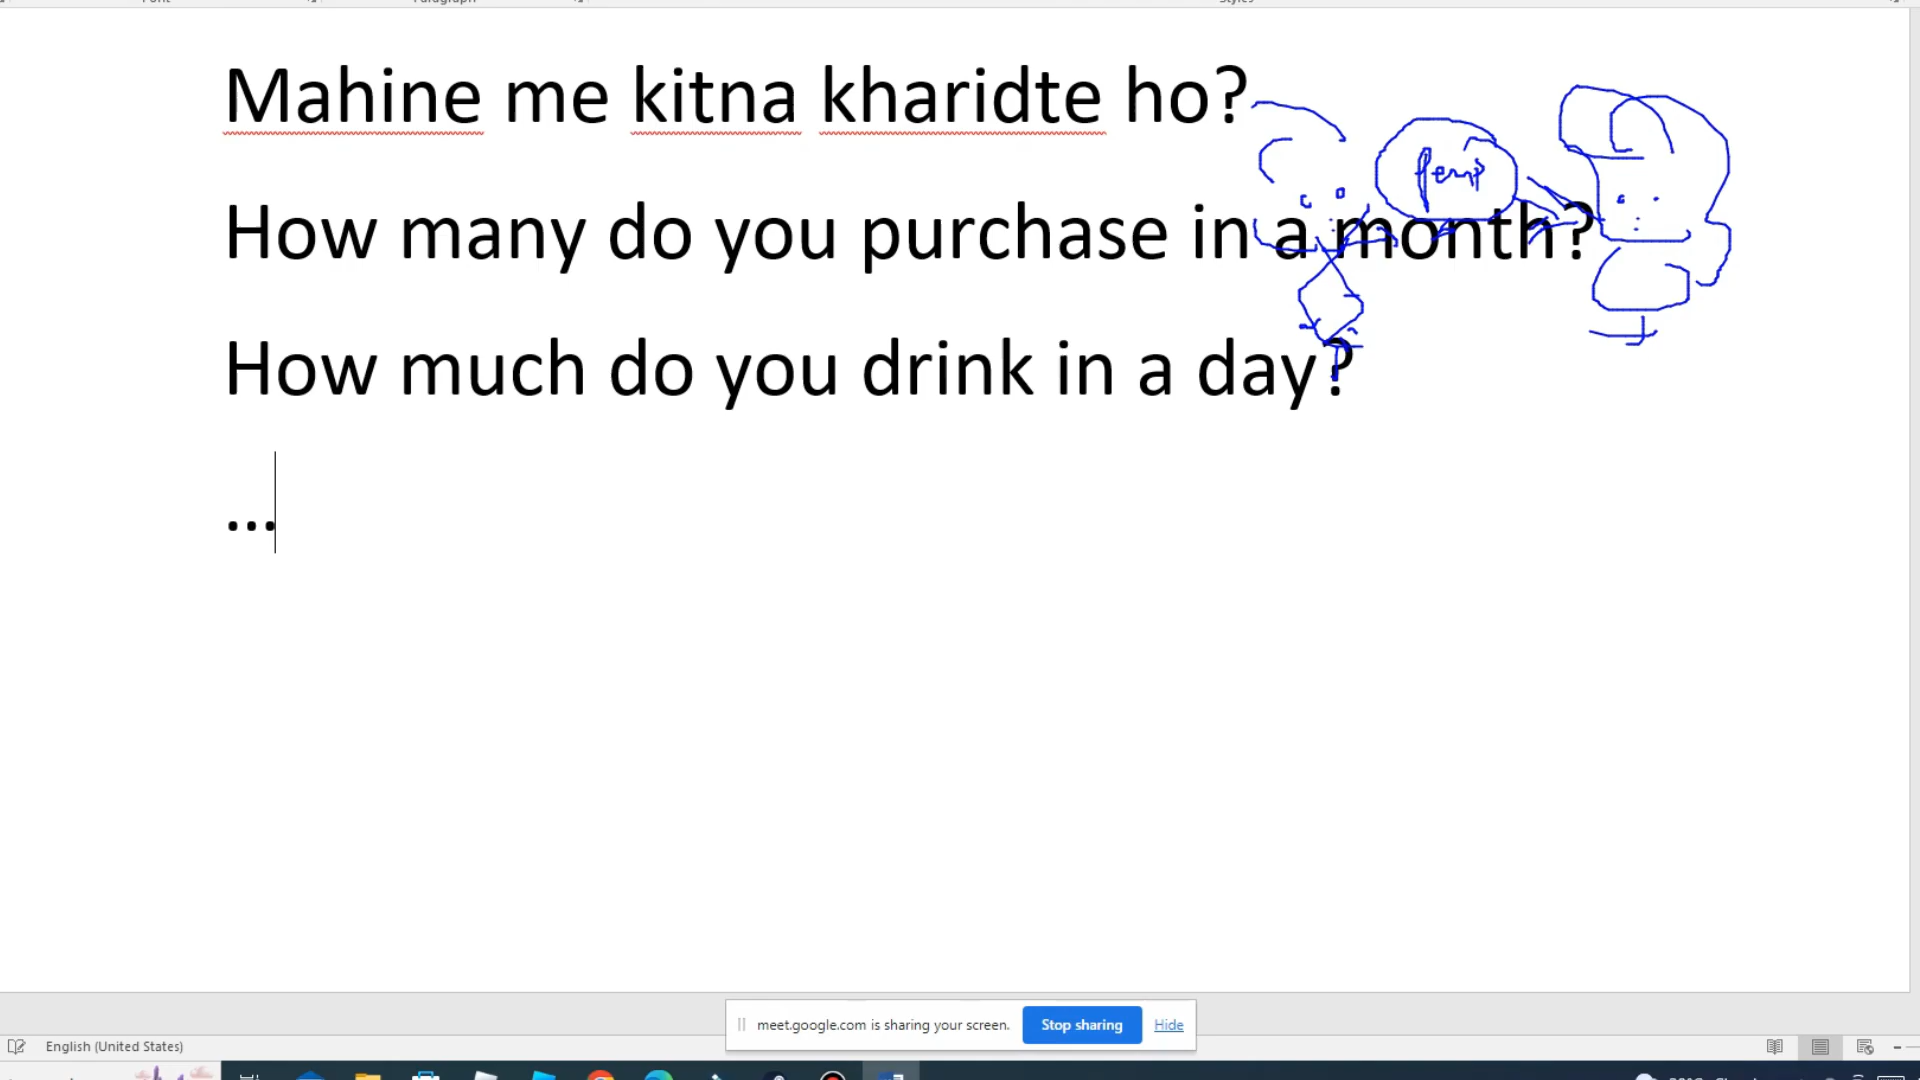 Mahine me kitna kharidte ho?
How many do you purchase in a month?
How much do you drink in a day?
...
meet.google.com is sharing your screen.
Stop sharing
Hide
English (United States)